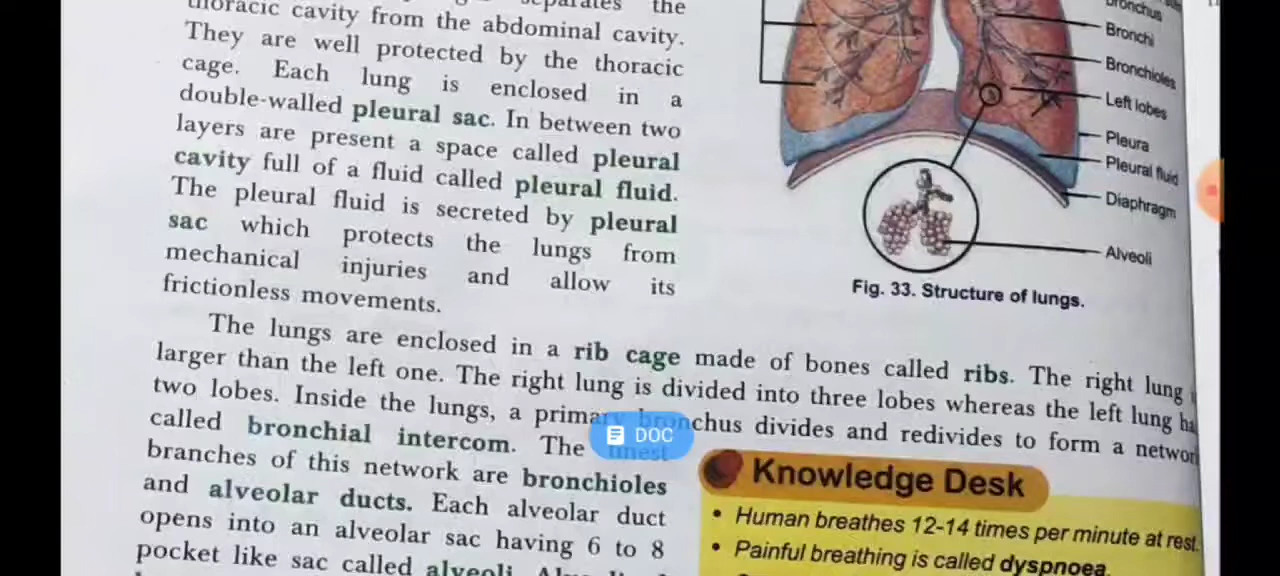 separates the
thoracic cavity from the abdominal cavity.
They are well protected by the thoracic
cage. Each lung is enclosed in a
double-walled pleural sac. In between two
layers are present a space called pleural
cavity full of a fluid called pleural fluid.
The pleural fluid is secreted by pleural
sac which protects the lungs from
mechanical injuries and allow its
frictionless movements.
Bronchus
Bronchi
Bronchioles
Left lobes
Pleura
Pleural fluid
Diaphragm
Alveoli
Fig. 33. Structure of lungs.
The lungs are enclosed in a rib cage made of bones called ribs. The right lung
larger than the left one. The right lung is divided into three lobes whereas the left lung
two lobes. Inside the lungs, a primary bronchus divides and redivides to form a
called bronchial intercom. The finest
branches of this network are bronchioles
and alveolar ducts. Each alveolar duct
opens into an alveolar sac having 6 to 8
pocket like sac called alveoli.
DOC
Knowledge Desk
• Human breathes 12-14 times per minute at rest.
• Painful breathing is called dyspnoea.